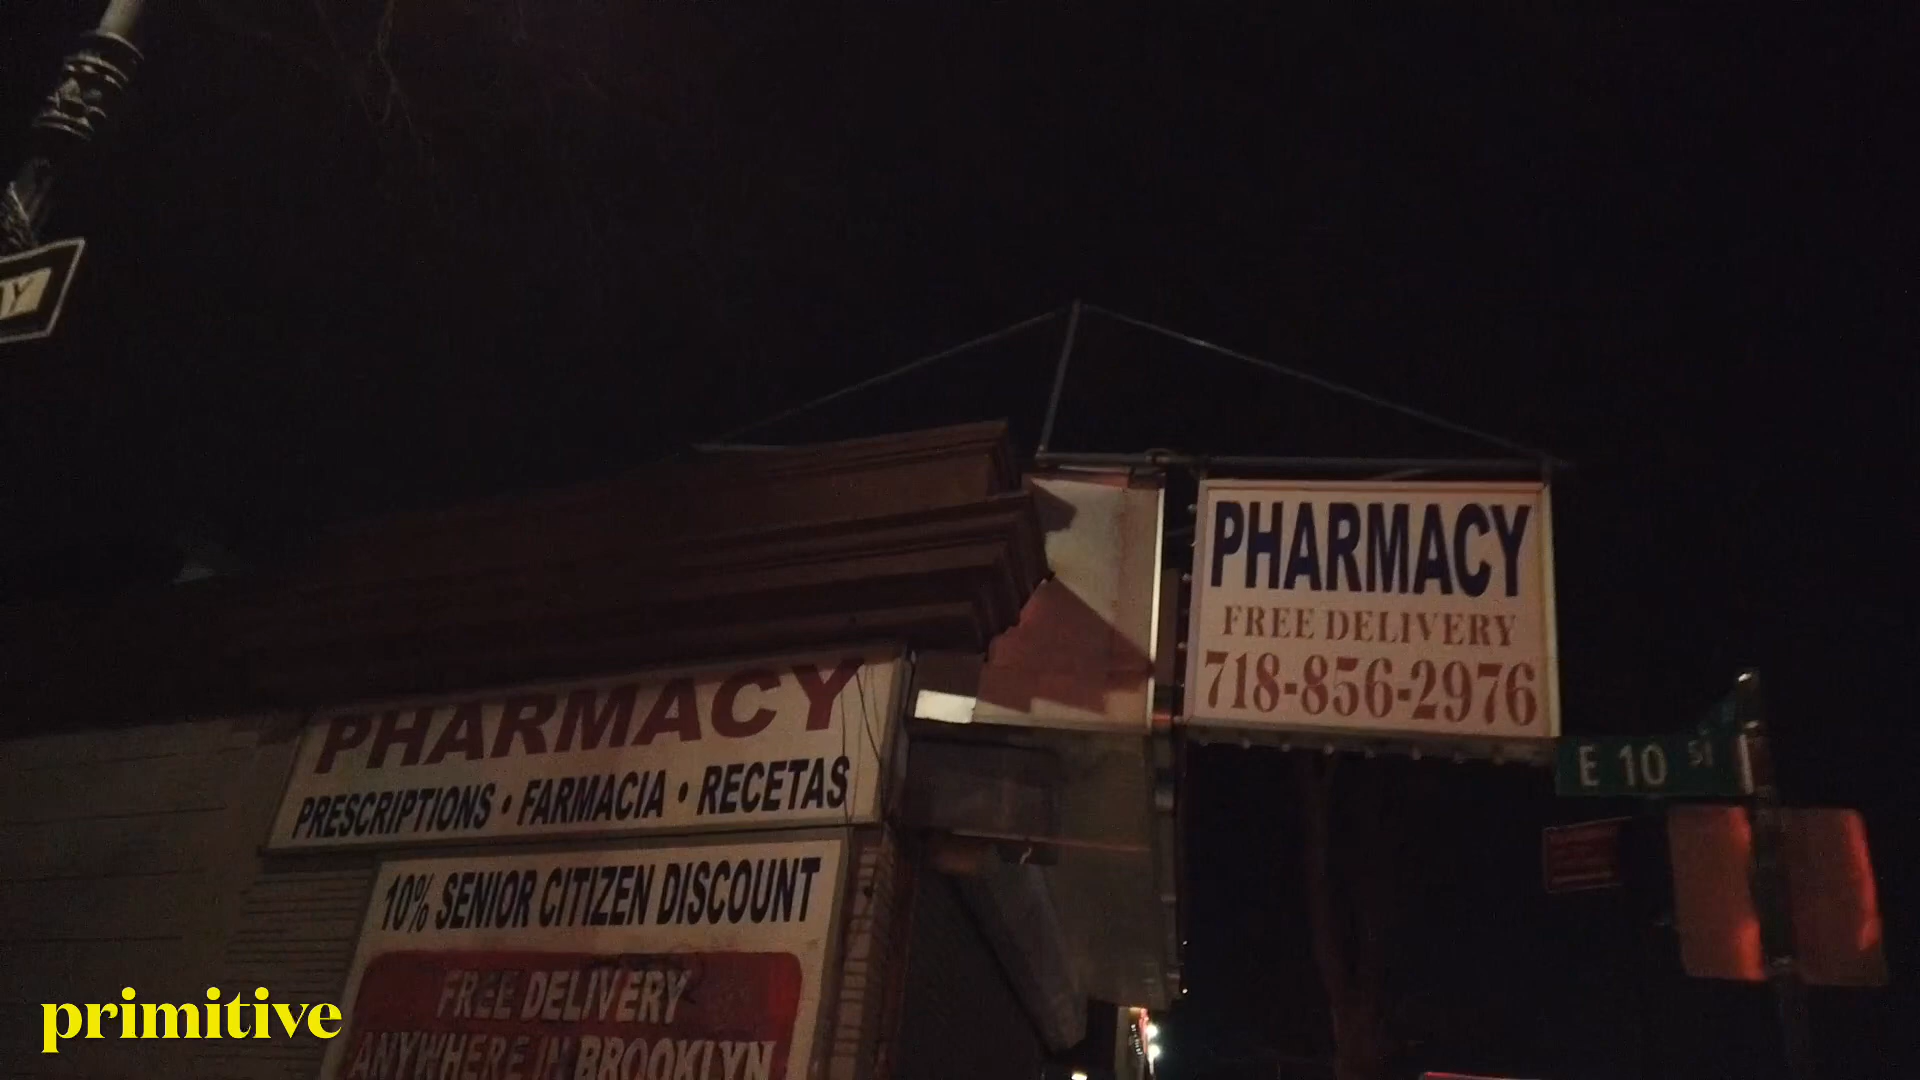 Y
PHARMACY
FREE DELIVERY
718-856-2976
PHARMACY
PRESCRIPTIONS • FARMACIA • RECETAS
E 10 ST
10% SENIOR CITIZEN DISCOUNT
FREE DELIVERY
ANYWHERE IN BROOKLYN
primitive